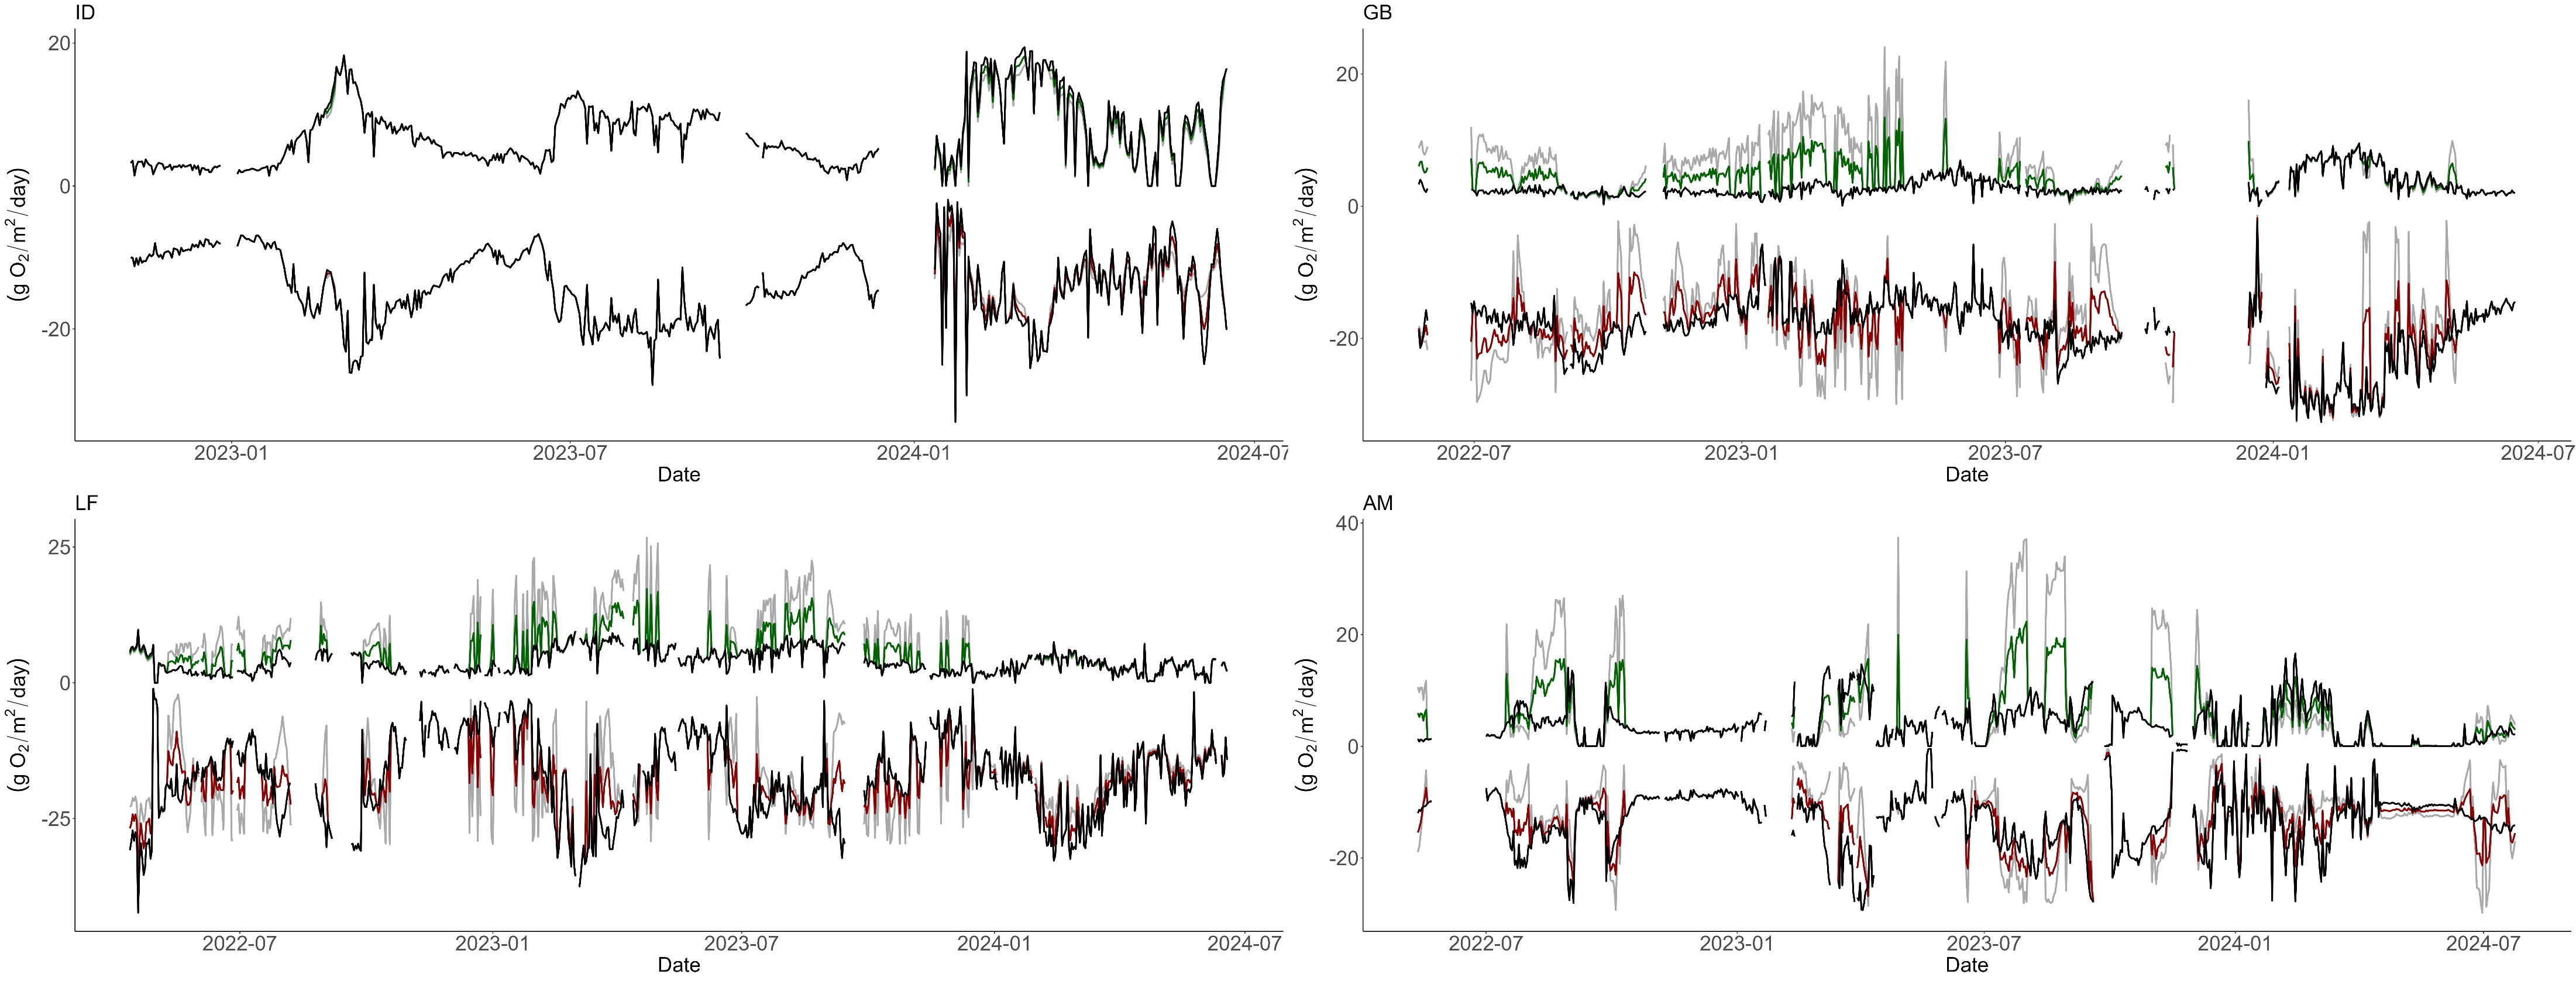 ID
20
0
-20
(g O₂/m²/day)
2023-01
2023-07
2024-01
2024-07
Date
GB
20
0
-20
(g O₂/m²/day)
2022-07
2023-01
2023-07
2024-01
2024-07
Date
LF
25
0
-25
(g O₂/m²/day)
2022-07
2023-01
2023-07
2024-01
2024-07
Date
AM
40
20
0
-20
(g O₂/m²/day)
2022-07
2023-01
2023-07
2024-01
2024-07
Date